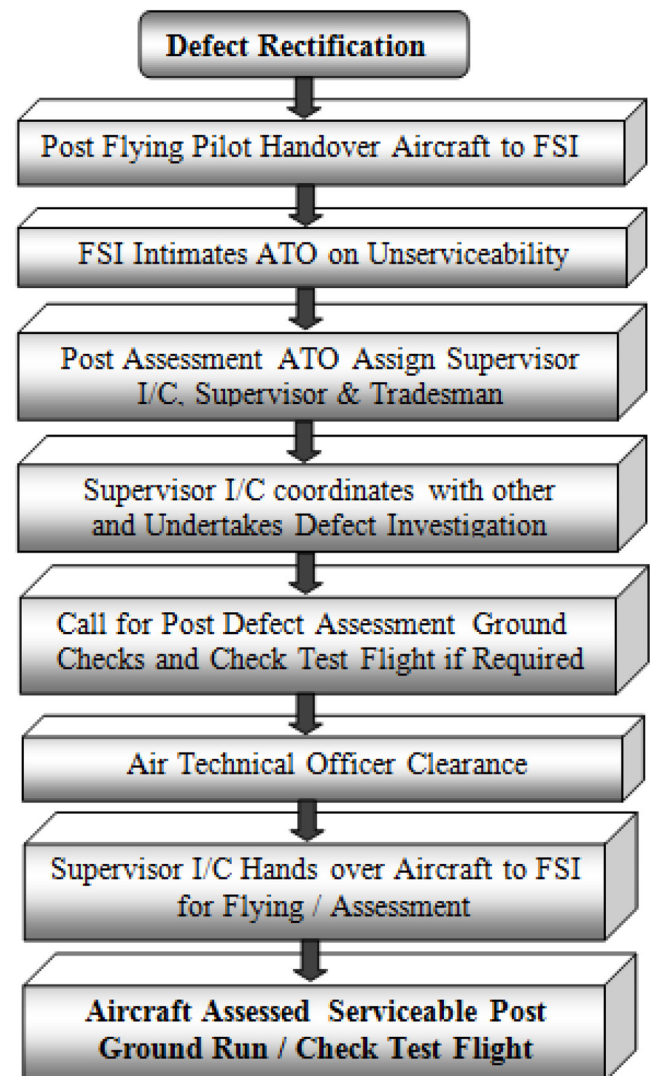 Defect Rectification
Post Flying Pilot Handover Aircraft to FSI
FSI Intimates ATO on Unserviceability
Post Assessment ATO Assign Supervisor
I/C, Supervisor & Tradesman
Supervisor I/C coordinates with other
and Undertakes Defect Investigation
Call for Post Defect Assessment Ground
Checks and Check Test Flight if Required
Air Technical Officer Clearance
Supervisor I/C Hands over Aircraft to FSI
for Flying / Assessment
Aircraft Assessed Serviceable Post
Ground Run / Check Test Flight